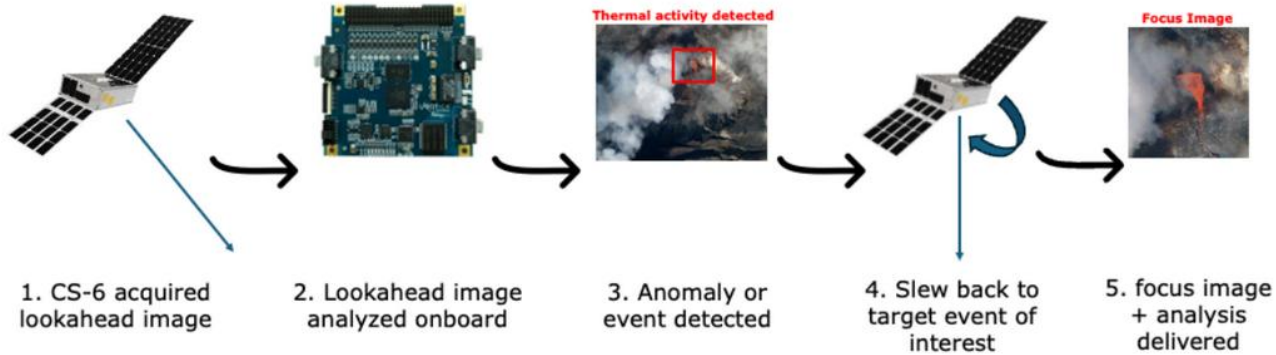 Thermal activity detected
Focus Image
1. CS-6 acquired
lookahead image
2. Lookahead image
analyzed onboard
3. Anomaly or
event detected
4. Slew back to
target event of
interest
5. focus image
+ analysis
delivered